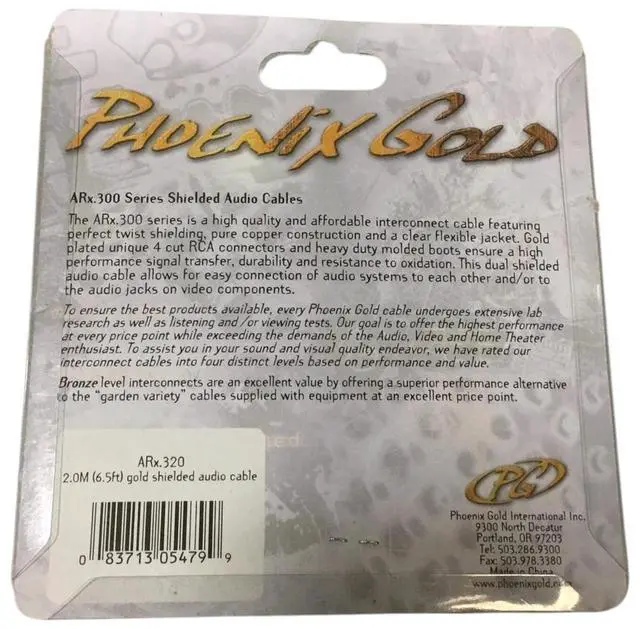 PHOENIX GOLD
ARx.300 Series Shielded Audio Cables
The ARx.300 series is a high quality and affordable interconnect cable featuring
perfect twist shielding, pure copper construction and a clear flexible jacket. Gold
plated unique 4 cut RCA connectors and heavy duty molded boots ensure a high
performance signal transfer, durability and resistance to oxidation. This dual shielded
audio cable allows for easy connection of audio systems to each other and/or to
the audio jacks on video components.
To ensure the best products available, every Phoenix Gold cable undergoes extensive lab
research as well as listening and /or viewing tests. Our goal is to offer the highest performance
at every price point while exceeding the demands of the Audio, Video and Home Theater
enthusiast. To assist you in your sound and visual quality endeavor, we have rated our
interconnect cables into four distinct levels based on performance and value.
Bronze level interconnects are an excellent value by offering a superior performance alternative
to the "garden variety" cables supplied with equipment at an excellent price point.
ARx.320
2.0M (6.5ft) gold shielded audio cable
0 83713 05479 9
PG
Phoenix Gold International Inc.
9300 North Decatur
Portland, OR 97203
Tel: 503.286.9300
Fax: 503.978.3380
Made in China